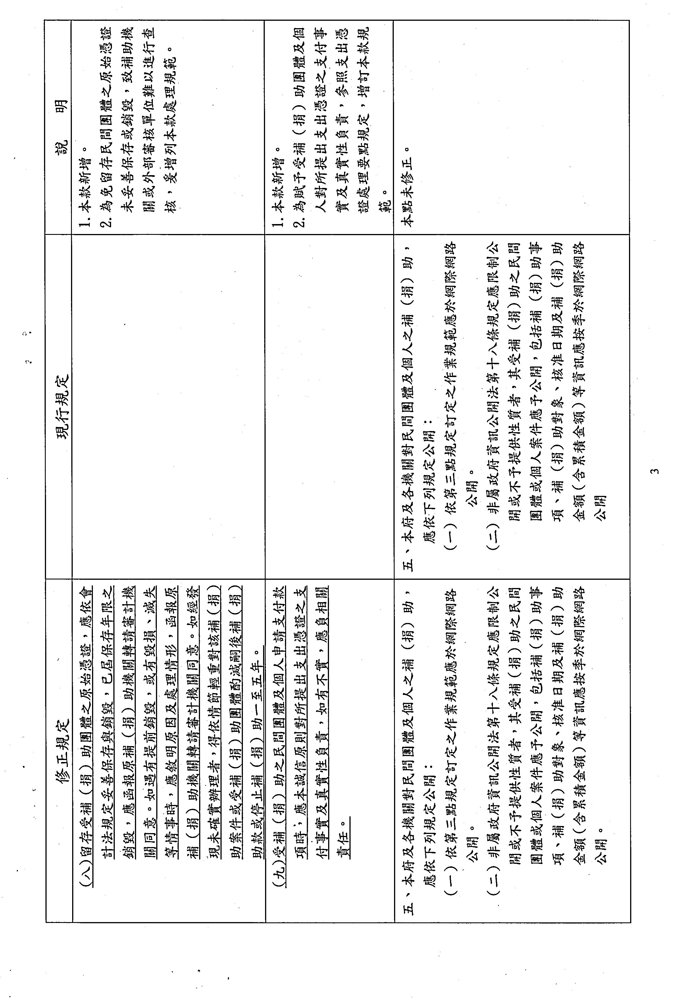 修正規定
現行規定
說明
(八)留存受補（捐）助團體之原始憑證，應依會
計法規定妥善保存與銷毀，已屆保存年限之
銷毀，應函報原補（捐）助機關轉請審計機
關同意。如遇有提前銷毀，或有毀損、滅失
等情事時，應敘明原因及處理情形，函報原
補（捐）助機關轉請審計機關同意。如經發
現未確實辦理者，得依情節輕重對該補（捐）
助案件或受補（捐）助團體酌減嗣後補（捐）
助款或停止補（捐）助一至五年。
1. 本款新增。
2. 為免留存民間團體之原始憑證
未妥善保存或銷毀，致補助機
關或外部審核單位難以進行查
核，爰增列本款處理規範。
(九)受補（捐）助之民間團體及個人申請支付款
項時，應本誠信原則對所提出支出憑證之支
付事實及真實性負責，如有不實，應負相關
責任。
1. 本款新增。
2. 為賦予受補（捐）助團體及個
人對所提出支出憑證之支付事
實及真實性負責，參照支出憑
證處理要點規定，增訂本款規
範。
五、本府及各機關對民間團體及個人之補（捐）助，
應依下列規定公開：
(一) 依第三點規定訂定之作業規範應於網際網路
公開。
(二) 非屬政府資訊公開法第十八條規定應限制公
開或不予提供性質者，其受補（捐）助之民間
團體或個人案件應予公開，包括補（捐）助事
項、補（捐）助對象、核准日期及補（捐）助
金額（含累積金額）等資訊應按季於網際網路
公開。
五、本府及各機關對民間團體及個人之補（捐）助，
應依下列規定公開：
(一) 依第三點規定訂定之作業規範應於網際網路
公開。
(二) 非屬政府資訊公開法第十八條規定應限制公
開或不予提供性質者，其受補（捐）助之民間
團體或個人案件應予公開，包括補（捐）助事
項、補（捐）助對象、核准日期及補（捐）助
金額（含累積金額）等資訊應按季於網際網路
公開
本點未修正。
3